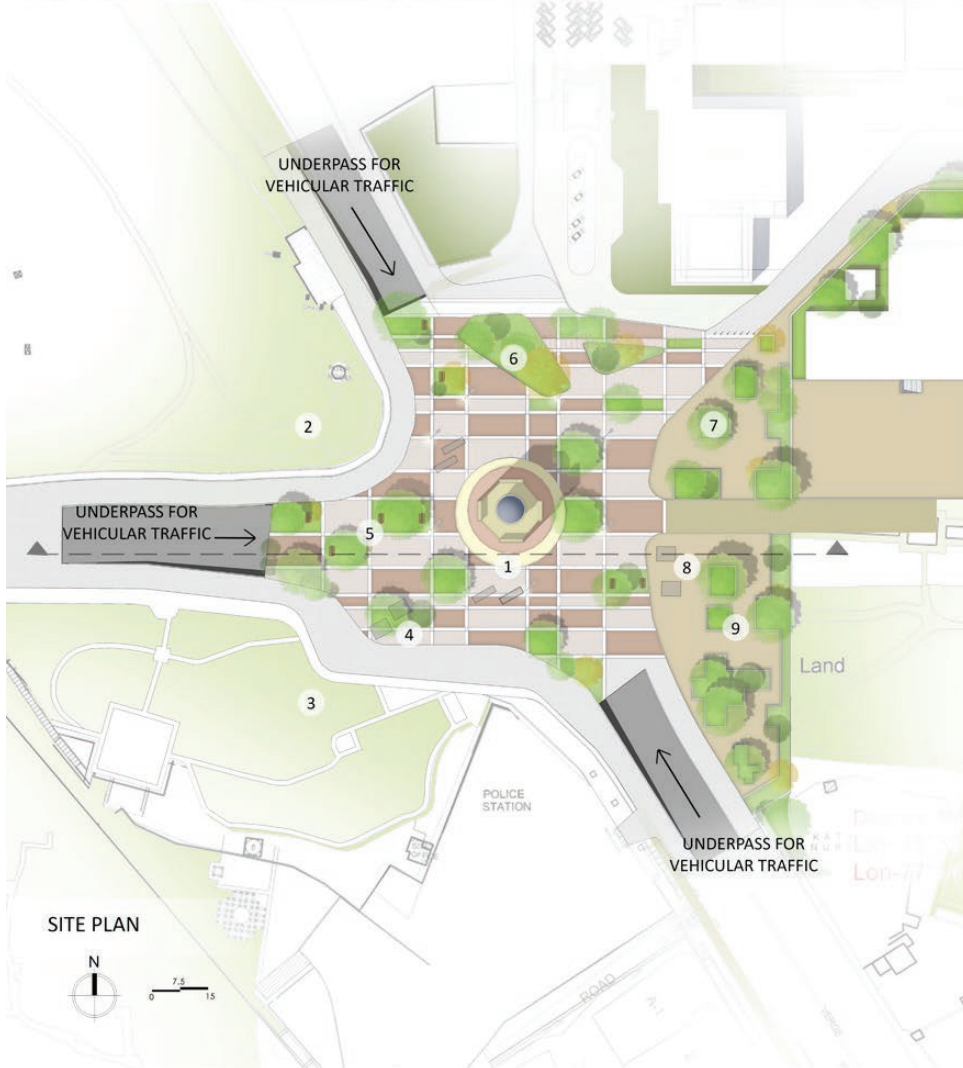 UNDERPASS FOR
VEHICULAR TRAFFIC
6
2
7
UNDERPASS FOR
VEHICULAR TRAFFIC
5
1
8
4
9
Land
3
POLICE
STATION
UNDERPASS FOR
VEHICULAR TRAFFIC
SITE PLAN
N
7.5
0
15
ROAD
A-1